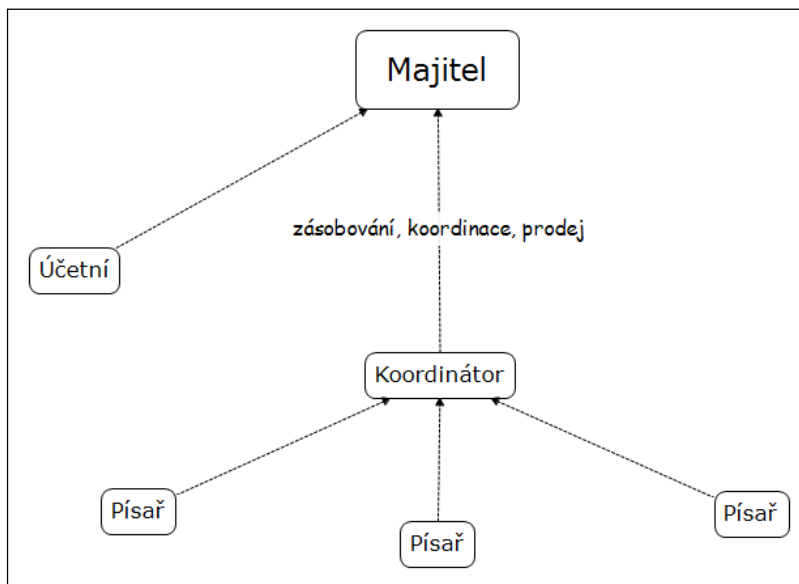 Majitel
zásobování, koordinace, prodej
Účetní
Koordinátor
Písař
Písař
Písař